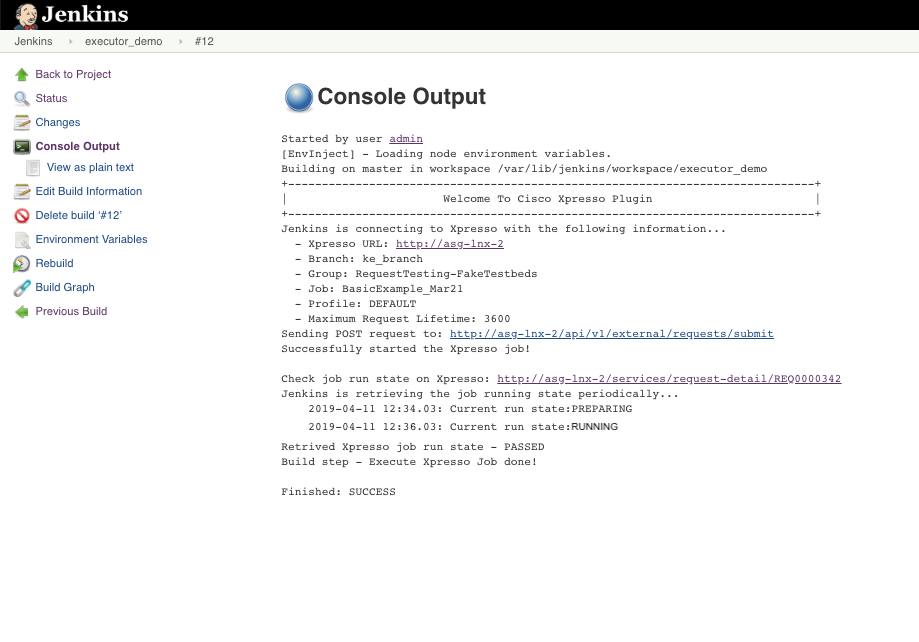 Jenkins
Jenkins executor_demo #12
Back to Project
Status
Changes
Console Output
View as plain text
Edit Build Information
Delete build ‘#12’
Environment Variables
Rebuild
Build Graph
Previous Build
Console Output
Started by user admin
[EnvInject] - Loading node environment variables.
Building on master in workspace /var/lib/jenkins/workspace/executor_demo
+------------------------------------------------------------------------------+
| Welcome To Cisco Xpresso Plugin |
+------------------------------------------------------------------------------+
Jenkins is connecting to Xpresso with the following information...
- Xpresso URL: http://asg-lnx-2
- Branch: ke_branch
- Group: RequestTesting-FakeTestbeds
- Job: BasicExample_Mar21
- Profile: DEFAULT
- Maximum Request Lifetime: 3600
Sending POST request to: http://asg-lnx-2/api/v1/external/requests/submit
Successfully started the Xpresso job!
Check job run state on Xpresso: http://asg-lnx-2/services/request-detail/REQ0000342
Jenkins is retrieving the job running state periodically...
2019-04-11 12:34.03: Current run state:PREPARING
2019-04-11 12:36.03: Current run state:RUNNING
Retrived Xpresso job run state - PASSED
Build step - Execute Xpresso Job done!
Finished: SUCCESS